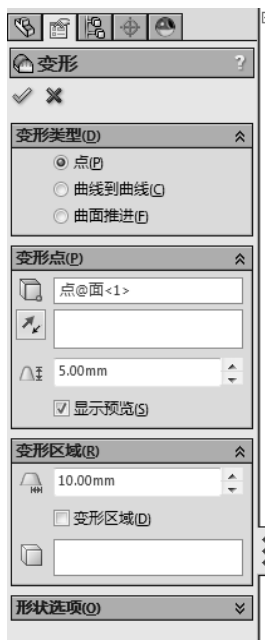 变形 ?
变形类型(D)
点(P)
曲线到曲线(C)
曲面推进(F)
变形点(P)
点@面<1>
5.00mm
显示预览(S)
变形区域(R)
10.00mm
变形区域(D)
形状选项(O)